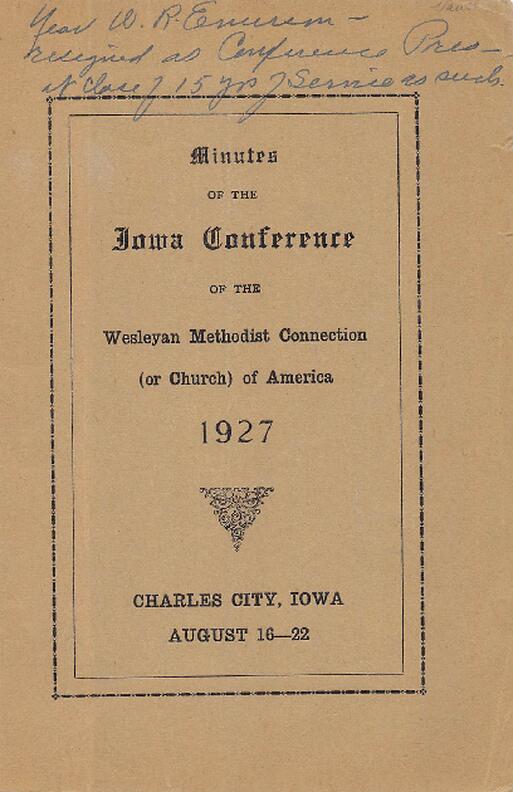 Year W. R. Emerson -
resigned as Conference Pres-
at close of 15 yrs of Service as such.
Minutes
OF THE
Iowa Conference
OF THE
Wesleyan Methodist Connection
(or Church) of America
1927
CHARLES CITY, IOWA
AUGUST 16—22